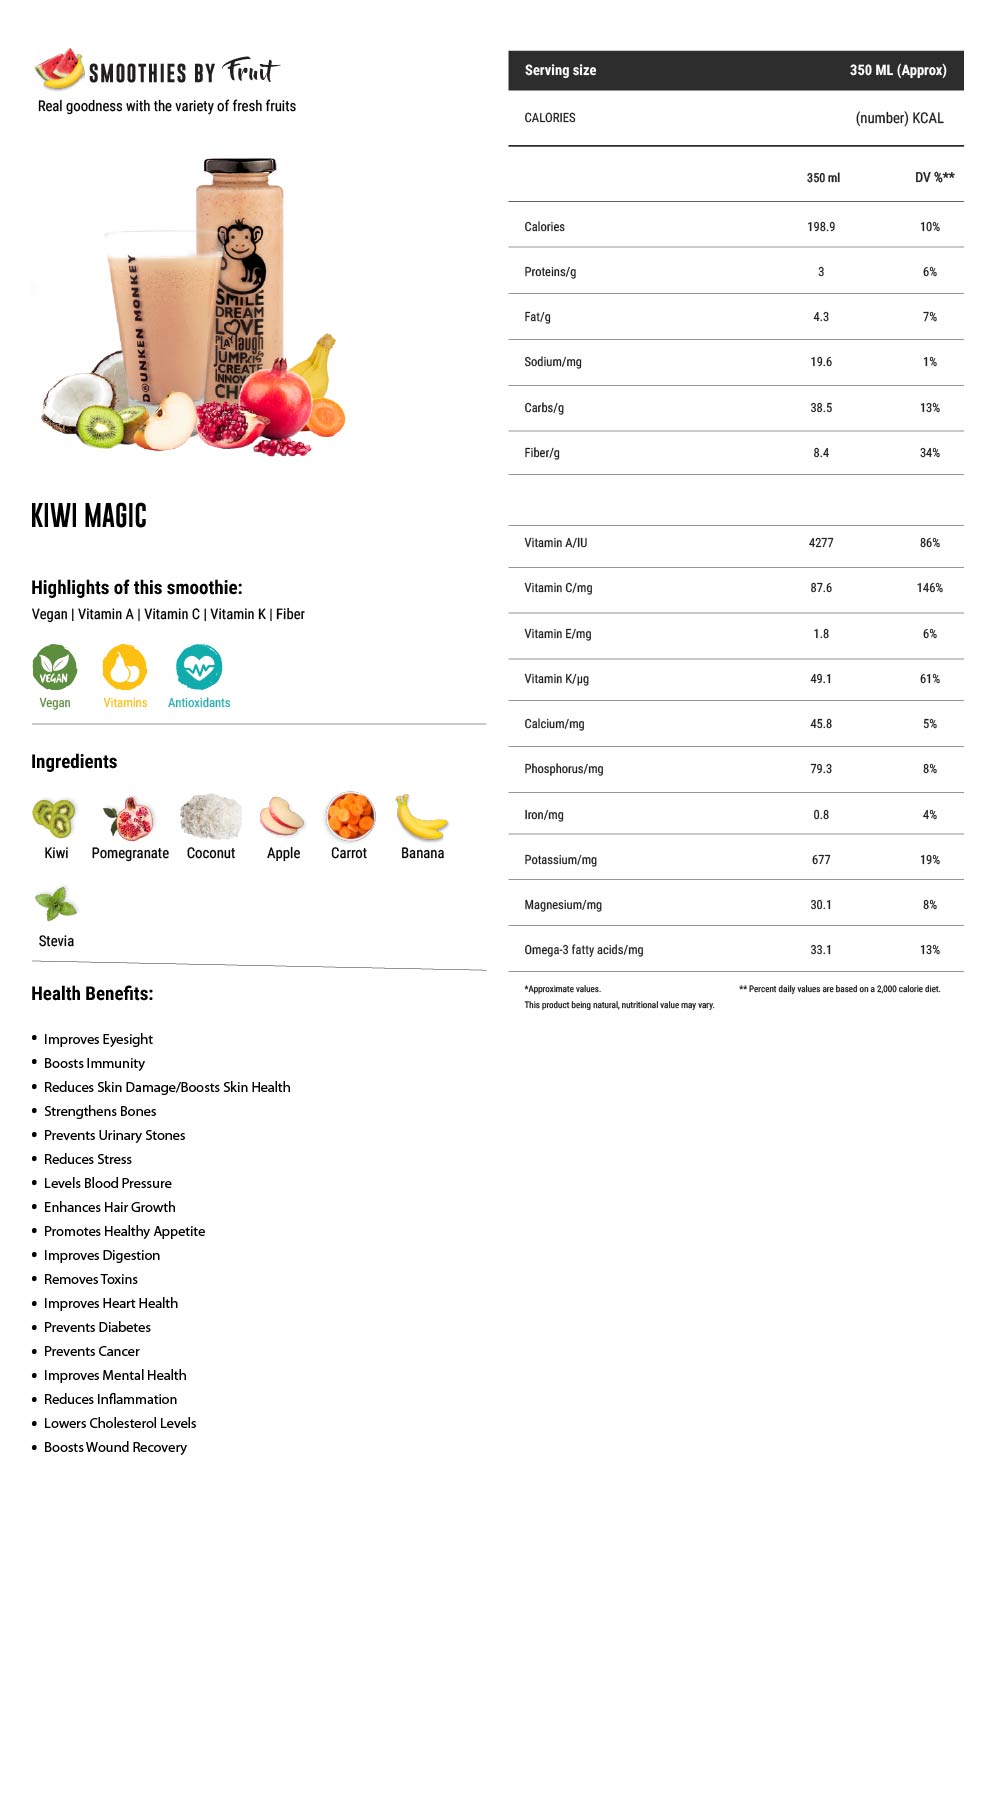 SMOOTHIES BY Fruit
Real goodness with the variety of fresh fruits
DRUNKEN MONKEY
SMILE
DREAM
LOVE
PLAY laugh
JUMP KISS
CREATE
INNOV
CH
KIWI MAGIC
Highlights of this smoothie:
Vegan | Vitamin A | Vitamin C | Vitamin K | Fiber
VEGAN
Vegan Vitamins Antioxidants
Ingredients
Kiwi Pomegranate Coconut Apple Carrot Banana
Stevia
Health Benefits:
• Improves Eyesight
• Boosts Immunity
• Reduces Skin Damage/Boosts Skin Health
• Strengthens Bones
• Prevents Urinary Stones
• Reduces Stress
• Levels Blood Pressure
• Enhances Hair Growth
• Promotes Healthy Appetite
• Improves Digestion
• Removes Toxins
• Improves Heart Health
• Prevents Diabetes
• Prevents Cancer
• Improves Mental Health
• Reduces Inflammation
• Lowers Cholesterol Levels
• Boosts Wound Recovery
Serving size 350 ML (Approx)
CALORIES (number) KCAL
350 ml DV %**
Calories 198.9 10%
Proteins/g 3 6%
Fat/g 4.3 7%
Sodium/mg 19.6 1%
Carbs/g 38.5 13%
Fiber/g 8.4 34%
Vitamin A/IU 4277 86%
Vitamin C/mg 87.6 146%
Vitamin E/mg 1.8 6%
Vitamin K/µg 49.1 61%
Calcium/mg 45.8 5%
Phosphorus/mg 79.3 8%
Iron/mg 0.8 4%
Potassium/mg 677 19%
Magnesium/mg 30.1 8%
Omega-3 fatty acids/mg 33.1 13%
*Approximate values. ** Percent daily values are based on a 2,000 calorie diet.
This product being natural, nutritional value may vary.